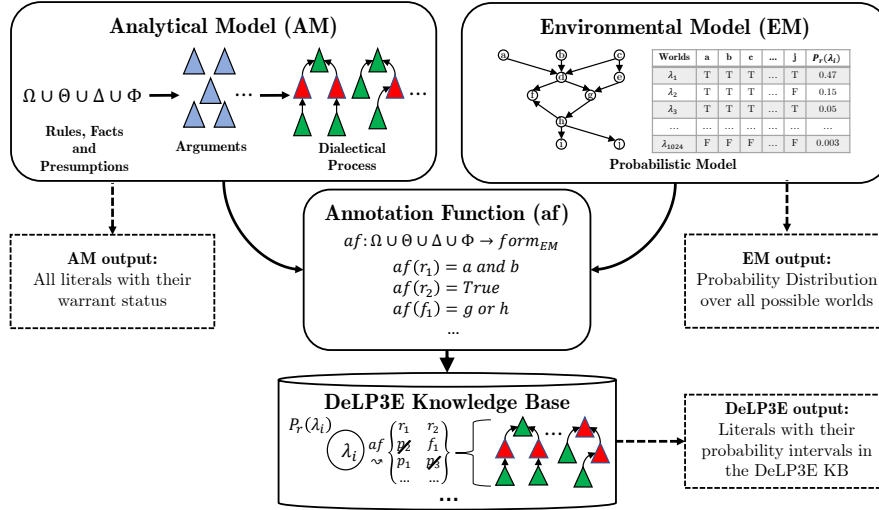 Analytical Model (AM)
Ω ∪ Θ ∪ Δ ∪ Φ
...
...
Rules, Facts
and
Presumptions
Arguments
Dialectical
Process
Environmental Model (EM)
a
b
c
d
e
f
g
h
i
j
Worlds a b c ... j P_r(λ_i)
λ_1 T T T ... T 0.47
λ_2 T T T ... F 0.15
λ_3 T T T ... T 0.05
... ... ... ... ... ... ...
λ_1024 F F F ... F 0.003
Probabilistic Model
Annotation Function (af)
af: Ω ∪ Θ ∪ Δ ∪ Φ → form_EM
af(r_1) = a and b
af(r_2) = True
af(f_1) = g or h
...
AM output:
All literals with their
warrant status
EM output:
Probability Distribution
over all possible worlds
DeLP3E Knowledge Base
P_r(λ_i)
λ_i
af
⤳
r_1 r_2
p_2 f_1
p_1 p_3
... ...
...
...
DeLP3E output:
Literals with their
probability intervals in
the DeLP3E KB